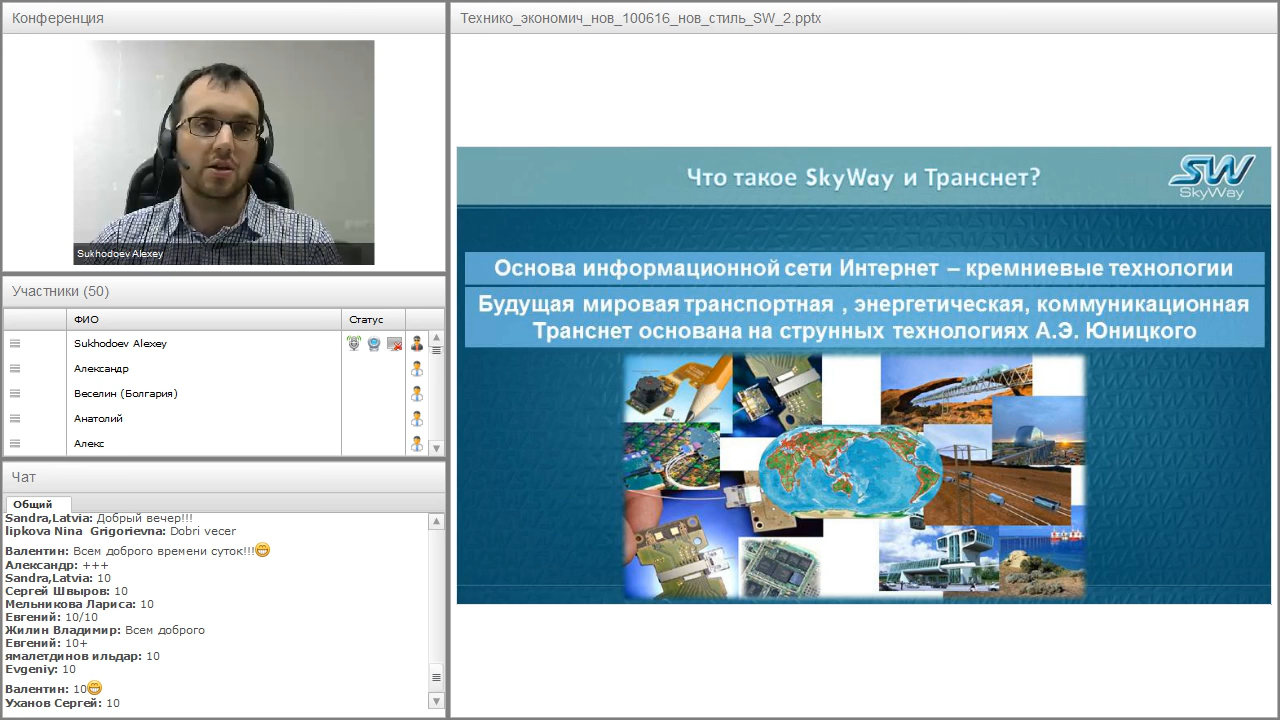 Конференция
Sukhodoev Alexey
Участники (50)
ФИО
Статус
Sukhodoev Alexey
Александр
Веселин (Болгария)
Анатолий
Алекс
Чат
Общий
Sandra,Latvia: Добрый вечер!!!
lipkova Nina Grigorievna: Dobri vecer
Валентин: Всем доброго времени суток!!!
Александр: +++
Sandra,Latvia: 10
Сергей Швыров: 10
Мельникова Лариса: 10
Евгений: 10/10
Жилин Владимир: Всем доброго
Евгений: 10+
ямалетдинов ильдар: 10
Evgeniy: 10
Валентин: 10
Уханов Сергей: 10
Технико_экономич_нов_100616_нов_стиль_SW_2.pptx
Что такое SkyWay и Транснет?
SW
SkyWay
Основа информационной сети Интернет – кремниевые технологии
Будущая мировая транспортная , энергетическая, коммуникационная
Транснет основана на струнных технологиях А.Э. Юницкого